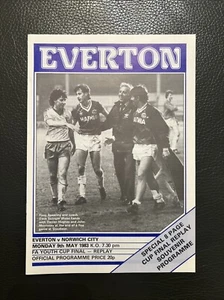 EVERTON
EVERTON v NORWICH CITY
MONDAY 9th MAY 1983 K.O. 7.30 pm
FA YOUTH CUP FINAL — REPLAY
OFFICIAL PROGRAMME PRICE 20p
SPECIAL 8 PAGE
CUP FINAL REPLAY
SOUVENIR
PROGRAMME